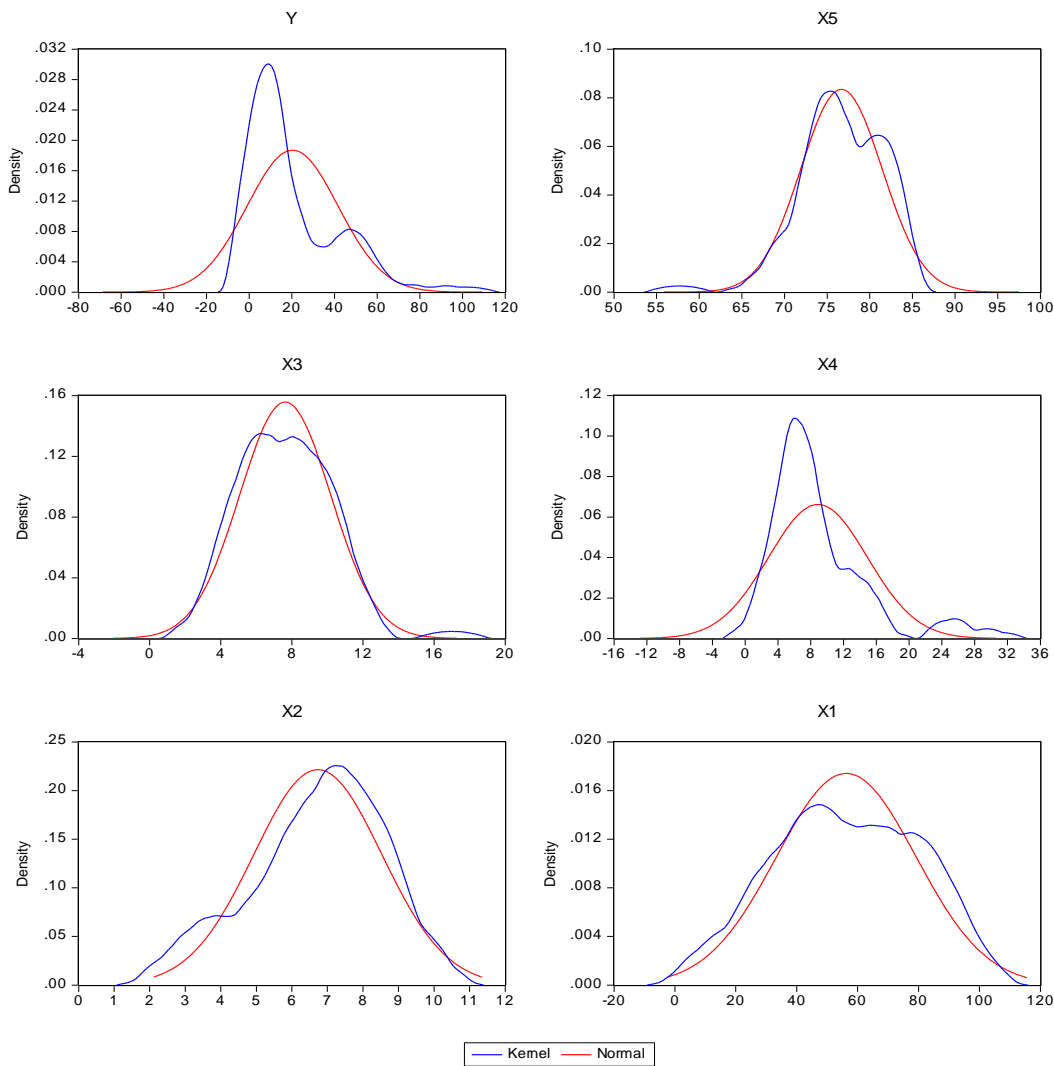 Y
.032
.028
.024
.020
.016
.012
.008
.004
.000
Density
-80 -60 -40 -20 0 20 40 60 80 100 120
X5
.10
.08
.06
.04
.02
.00
Density
50 55 60 65 70 75 80 85 90 95 100
X3
.16
.12
.08
.04
.00
Density
-4 0 4 8 12 16 20
X4
.12
.10
.08
.06
.04
.02
.00
Density
-16 -12 -8 -4 0 4 8 12 16 20 24 28 32 36
X2
.25
.20
.15
.10
.05
.00
Density
0 1 2 3 4 5 6 7 8 9 10 11 12
X1
.020
.016
.012
.008
.004
.000
Density
-20 0 20 40 60 80 100 120
Kernel Normal